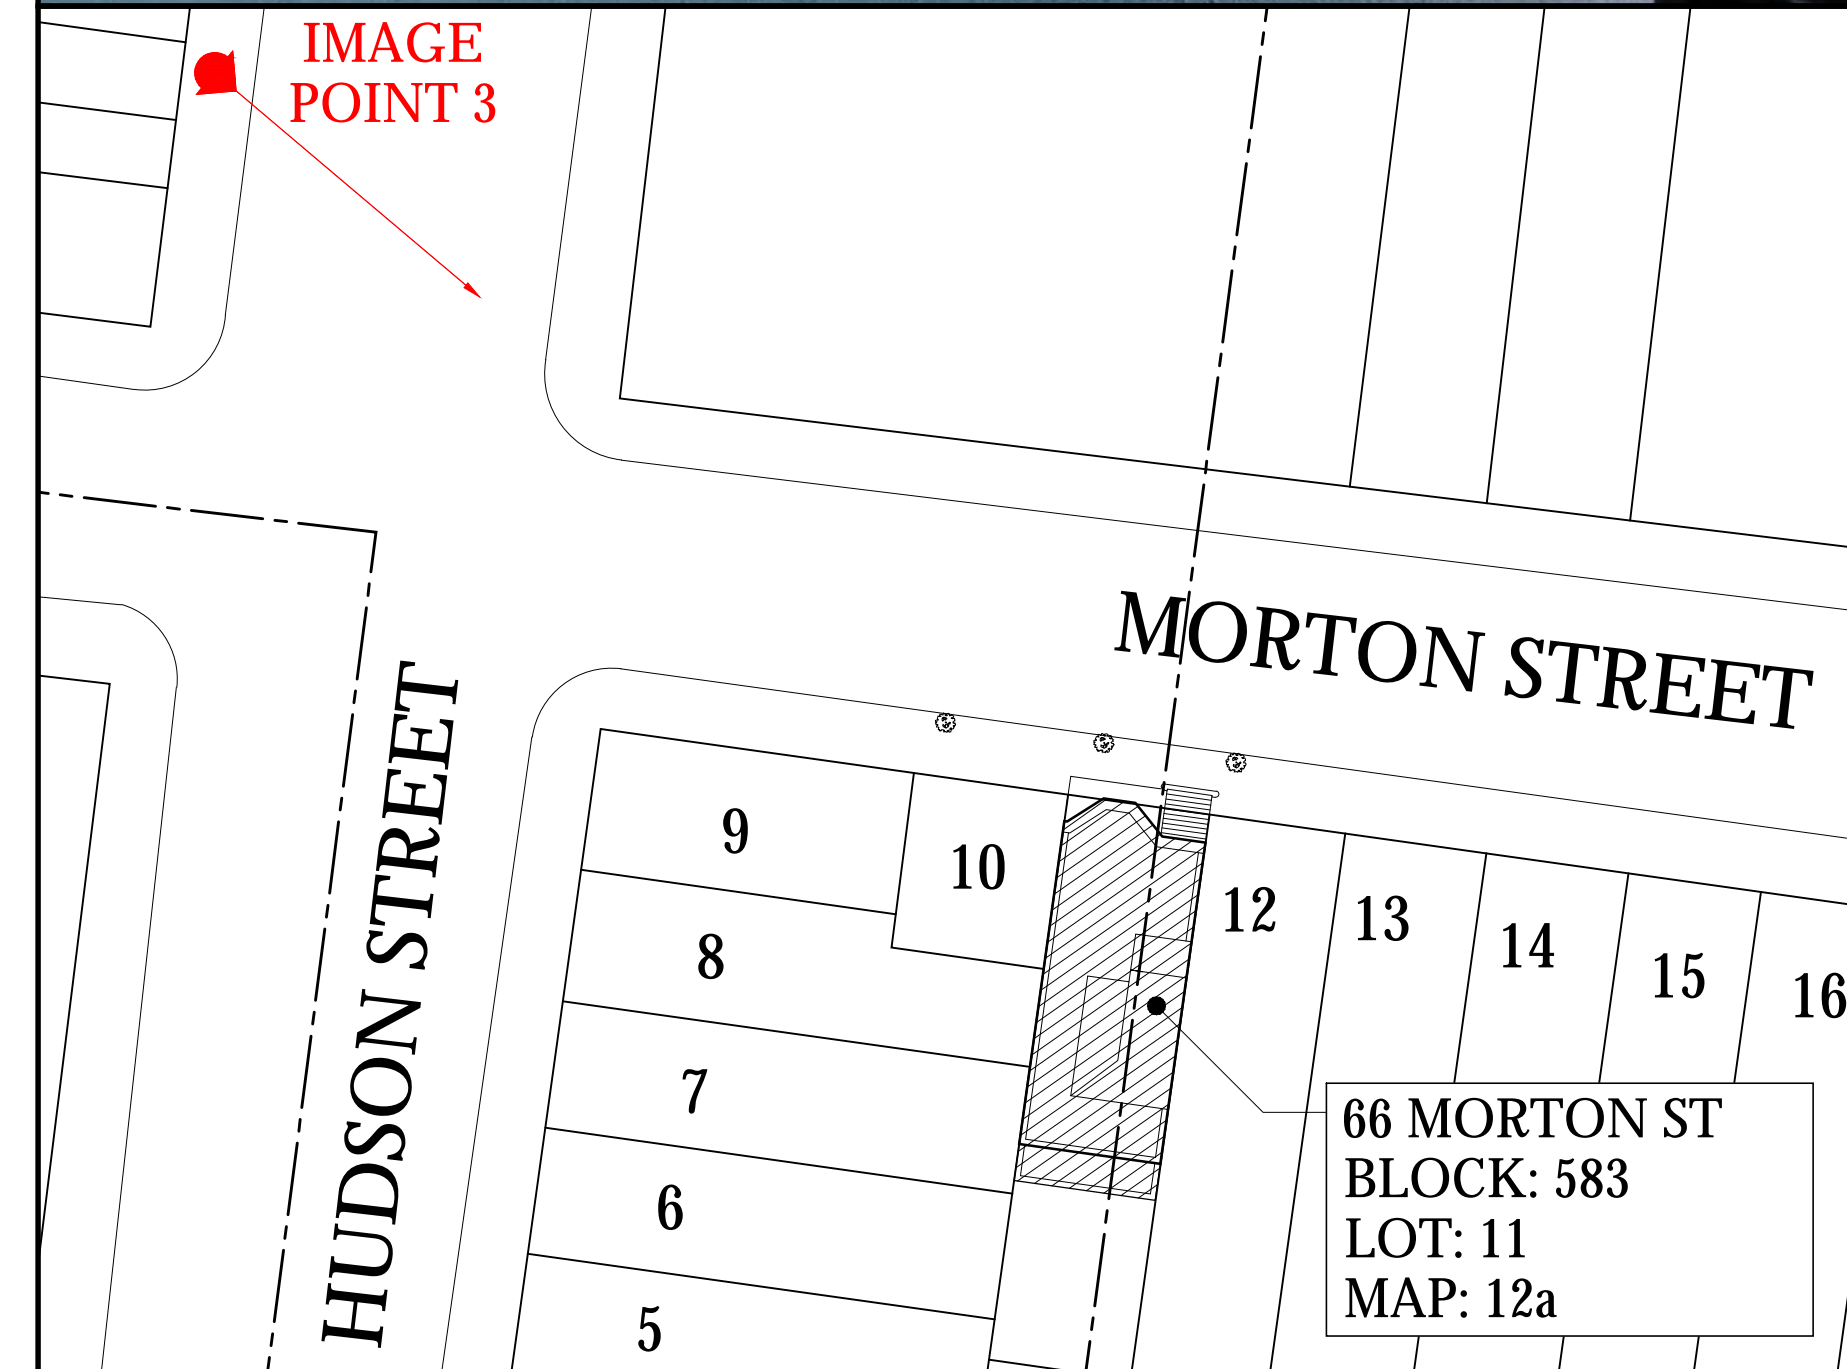 IMAGE
POINT 3
MORTON STREET
HUDSON STREET
9
10
12
13
14
15
16
8
7
6
5
66 MORTON ST
BLOCK: 583
LOT: 11
MAP: 12a